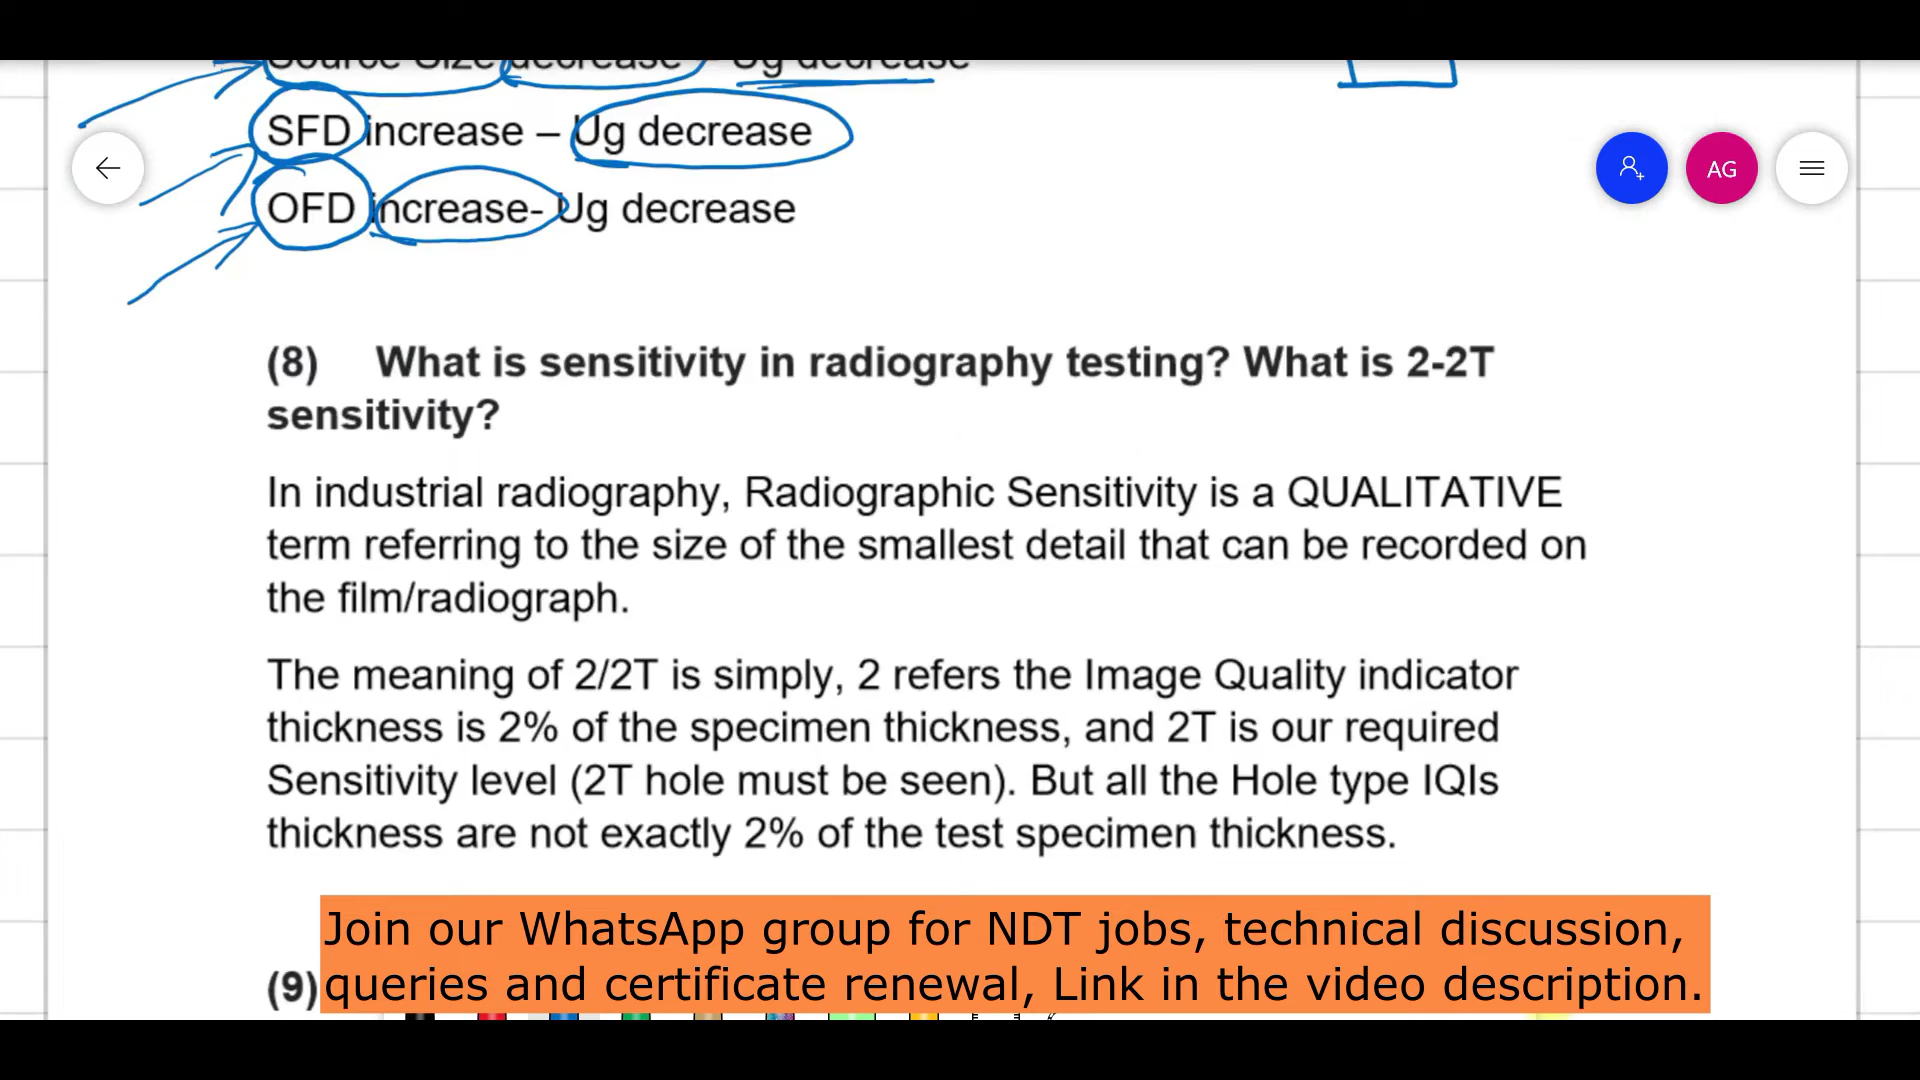 Source Size decrease - Ug decrease
SFD increase – Ug decrease
OFD increase- Ug decrease
AG
(8) What is sensitivity in radiography testing? What is 2-2T
sensitivity?
In industrial radiography, Radiographic Sensitivity is a QUALITATIVE
term referring to the size of the smallest detail that can be recorded on
the film/radiograph.
The meaning of 2/2T is simply, 2 refers the Image Quality indicator
thickness is 2% of the specimen thickness, and 2T is our required
Sensitivity level (2T hole must be seen). But all the Hole type IQIs
thickness are not exactly 2% of the test specimen thickness.
Join our WhatsApp group for NDT jobs, technical discussion,
(9) queries and certificate renewal, Link in the video description.